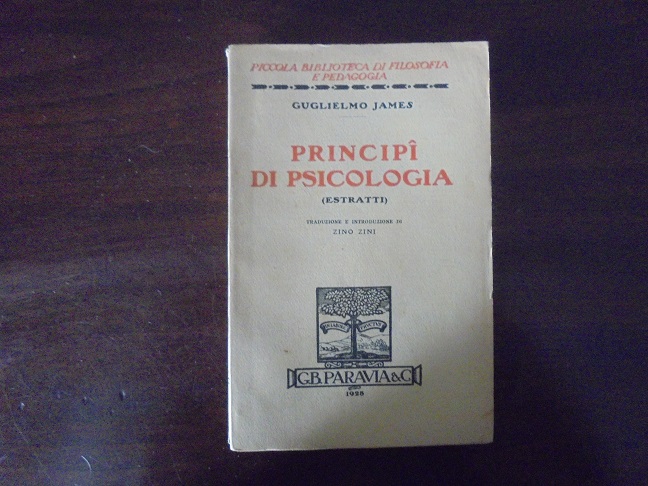 PICCOLA BIBLIOTECA DI FILOSOFIA
E PEDAGOGIA
GUGLIELMO JAMES
PRINCIPÎ
DI PSICOLOGIA
(ESTRATTI)
TRADUZIONE E INTRODUZIONE DI
ZINO ZINI
G.B. PARAVIA & C.
1928